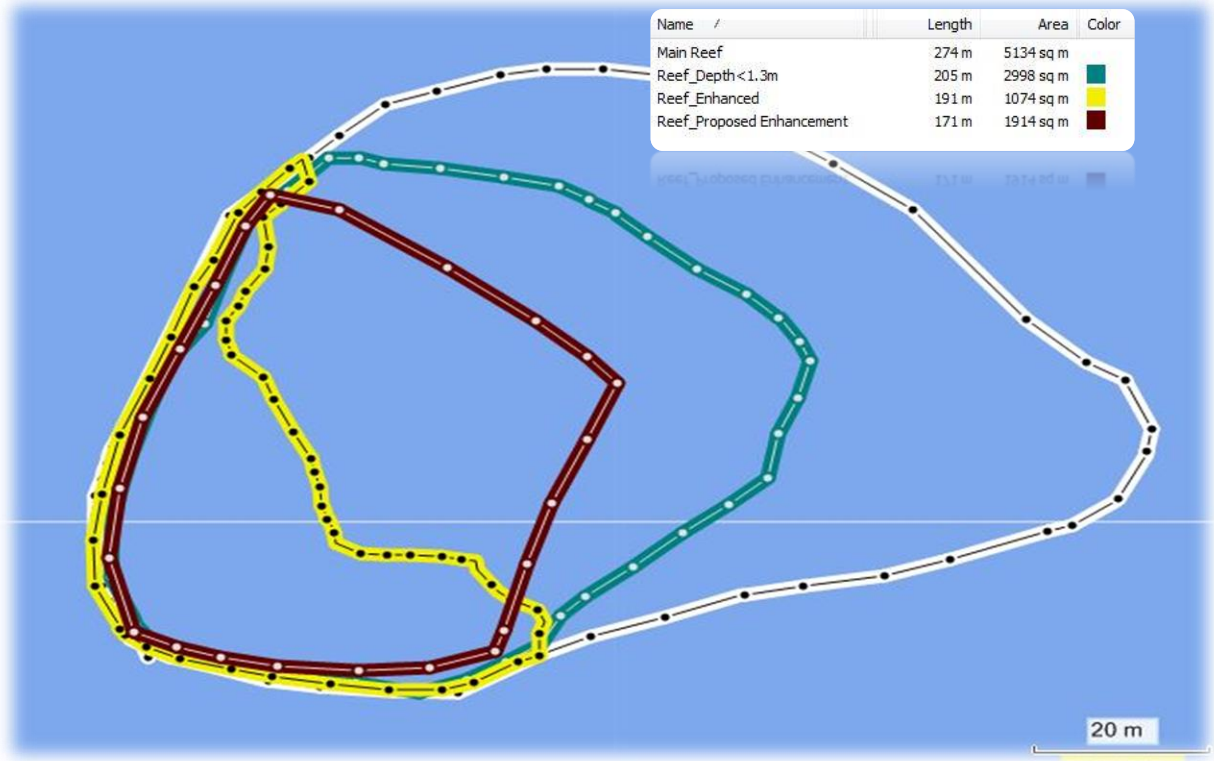 Name / Length Area Color
Main Reef 274 m 5134 sq m
Reef_Depth<1.3m 205 m 2998 sq m
Reef_Enhanced 191 m 1074 sq m
Reef_Proposed Enhancement 171 m 1914 sq m
20 m